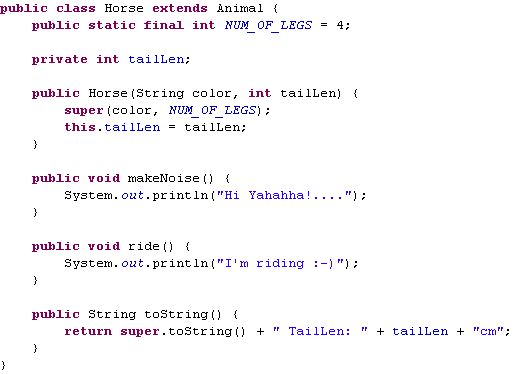 public class Horse extends Animal {
    public static final int NUM_OF_LEGS = 4;

    private int tailLen;

    public Horse(String color, int tailLen) {
        super(color, NUM_OF_LEGS);
        this.tailLen = tailLen;
    }

    public void makeNoise() {
        System.out.println("Hi Yahahha!....");
    }

    public void ride() {
        System.out.println("I'm riding :-)");
    }

    public String toString() {
        return super.toString() + " TailLen: " + tailLen + "cm";
    }
}